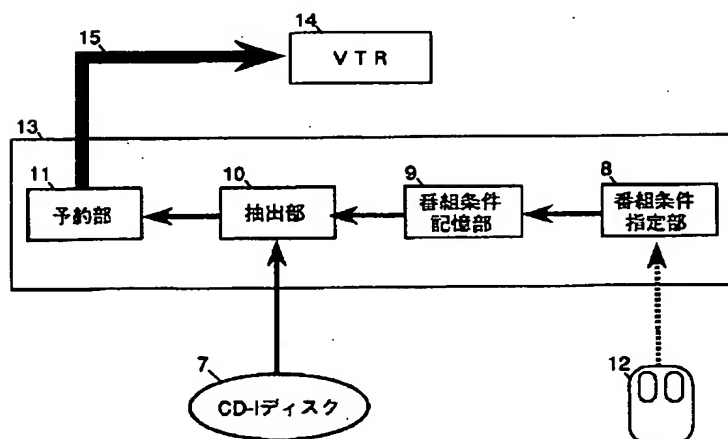 14
15
VTR
13
11
予約部
10
抽出部
9
番組条件
記憶部
8
番組条件
指定部
7
CD-Iディスク
12